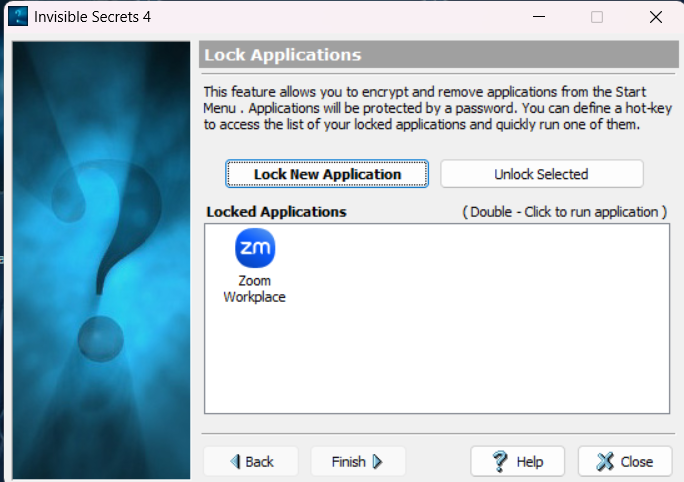 Invisible Secrets 4
Lock Applications
This feature allows you to encrypt and remove applications from the Start
Menu . Applications will be protected by a password. You can define a hot-key
to access the list of your locked applications and quickly run one of them.
Lock New Application
Unlock Selected
Locked Applications
( Double - Click to run application )
zm
Zoom
Workplace
Back
Finish
Help
Close